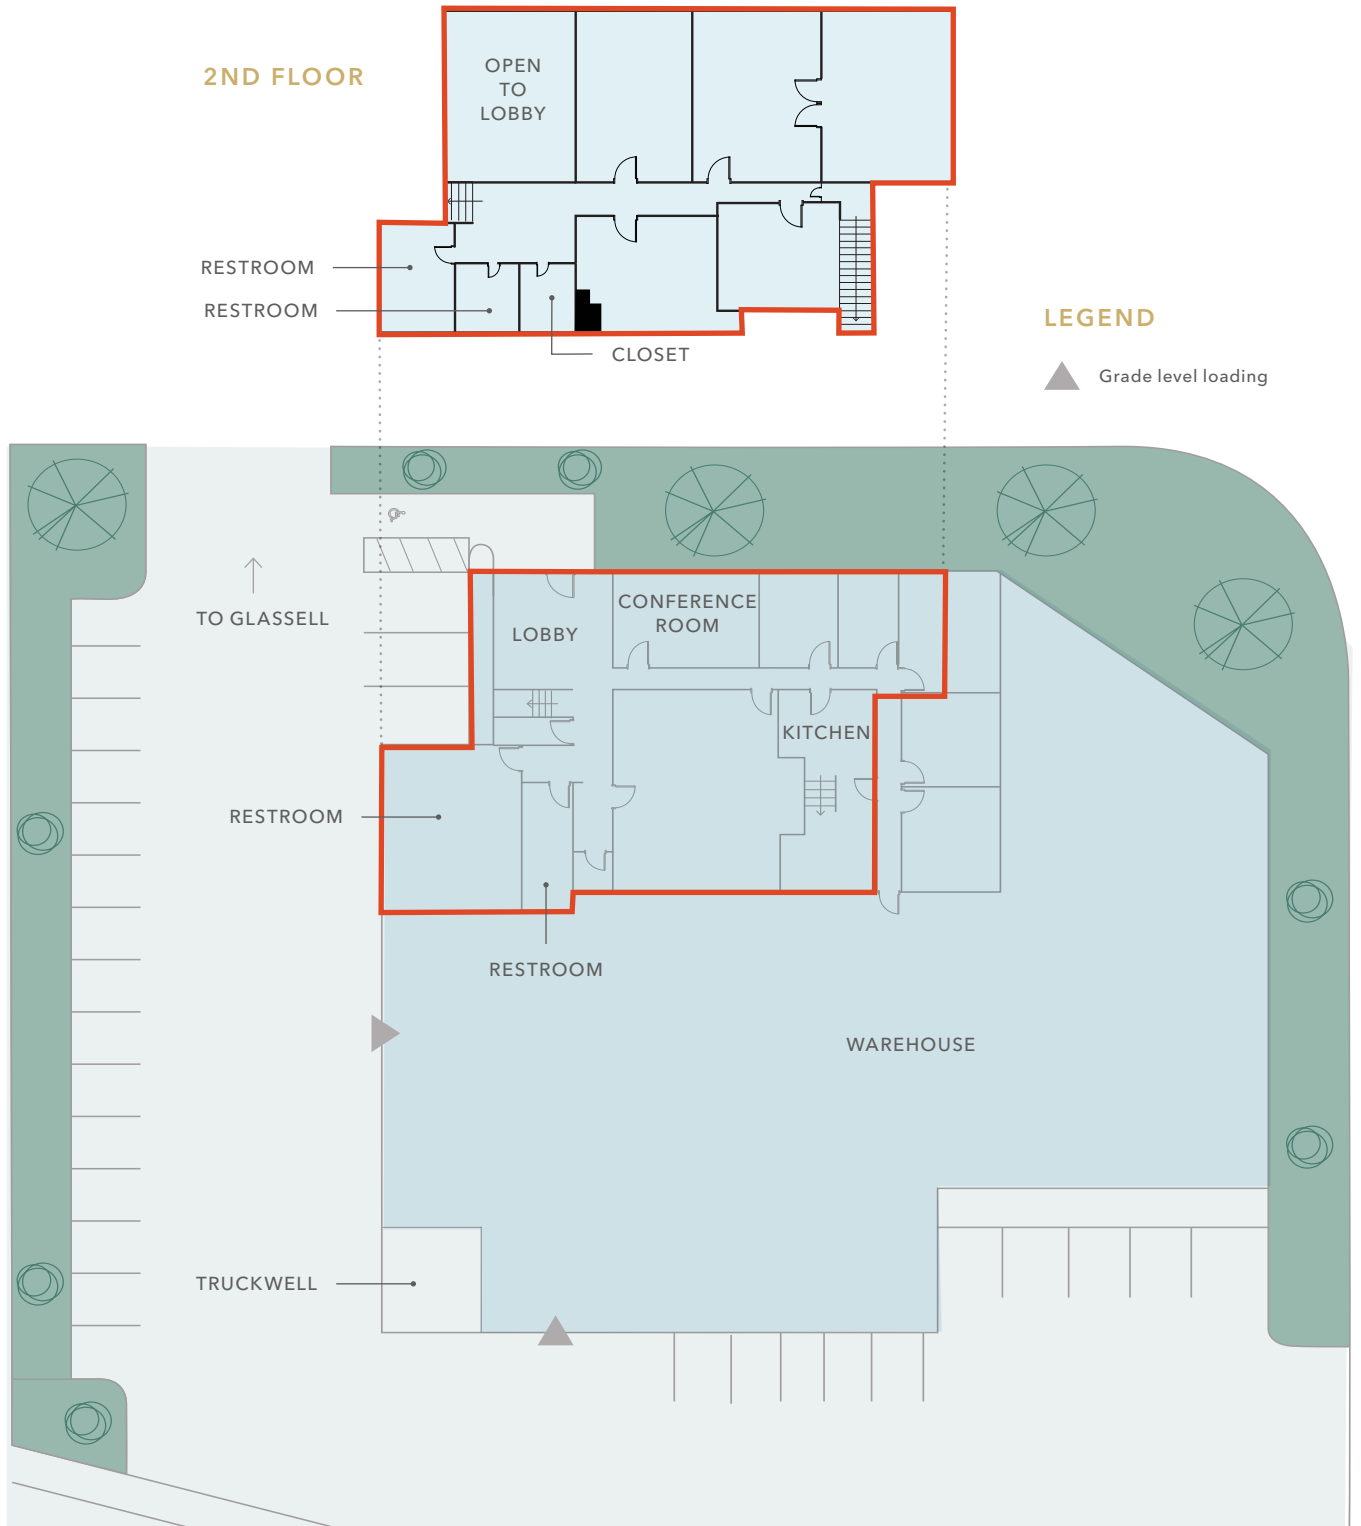 2ND FLOOR
OPEN
TO
LOBBY
RESTROOM
RESTROOM
CLOSET
LEGEND
Grade level loading
TO GLASSELL
LOBBY
CONFERENCE
ROOM
KITCHEN
RESTROOM
RESTROOM
WAREHOUSE
TRUCKWELL